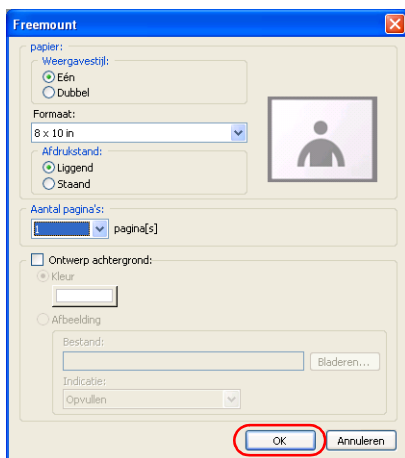 Freemount
papier:
Weergavestijl:
Eén
Dubbel
Formaat:
8 x 10 in
Afdrukstand:
Liggend
Staand
Aantal pagina's:
1 pagina[s]
Ontwerp achtergrond:
Kleur
Afbeelding
Bestand:
Bladeren...
Indicatie:
Opvullen
OK Annuleren